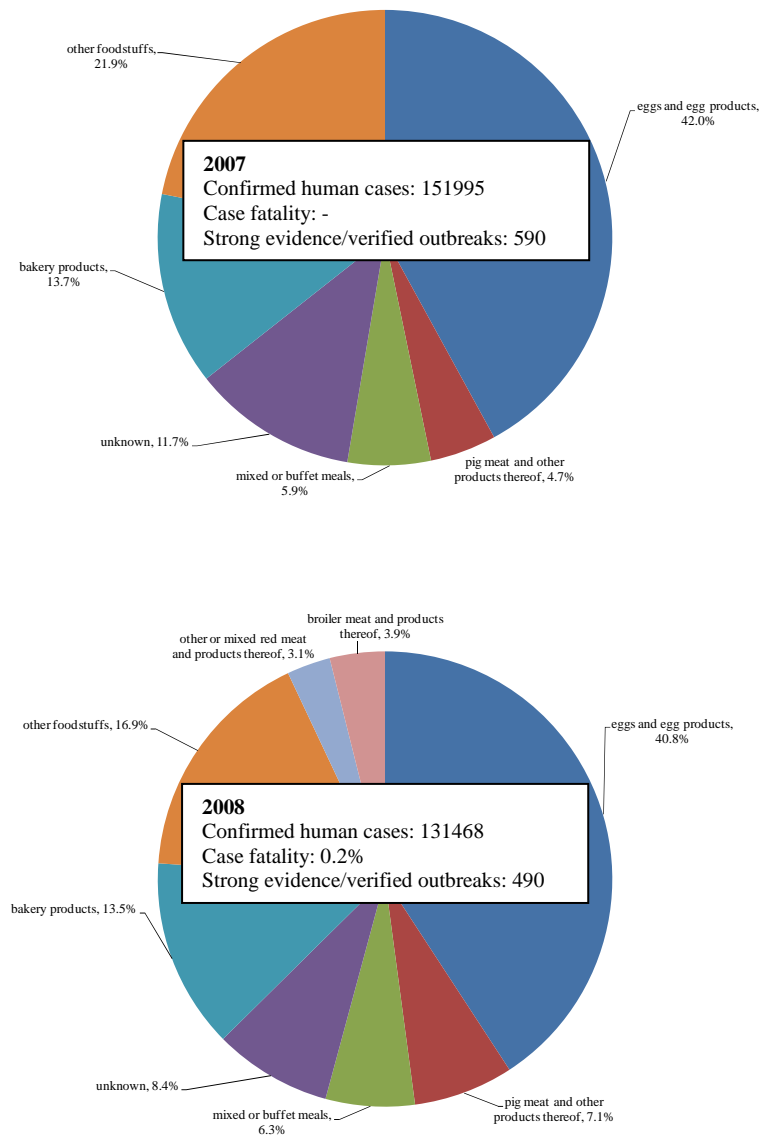 other foodstuffs,
21.9%
eggs and egg products,
42.0%
2007
Confirmed human cases: 151995
Case fatality: -
Strong evidence/verified outbreaks: 590
bakery products,
13.7%
unknown, 11.7%
mixed or buffet meals,
5.9%
pig meat and other
products thereof, 4.7%
broiler meat and products
thereof, 3.9%
other or mixed red meat
and products thereof, 3.1%
other foodstuffs, 16.9%
eggs and egg products,
40.8%
2008
Confirmed human cases: 131468
Case fatality: 0.2%
Strong evidence/verified outbreaks: 490
bakery products, 13.5%
unknown, 8.4%
mixed or buffet meals,
6.3%
pig meat and other
products thereof, 7.1%